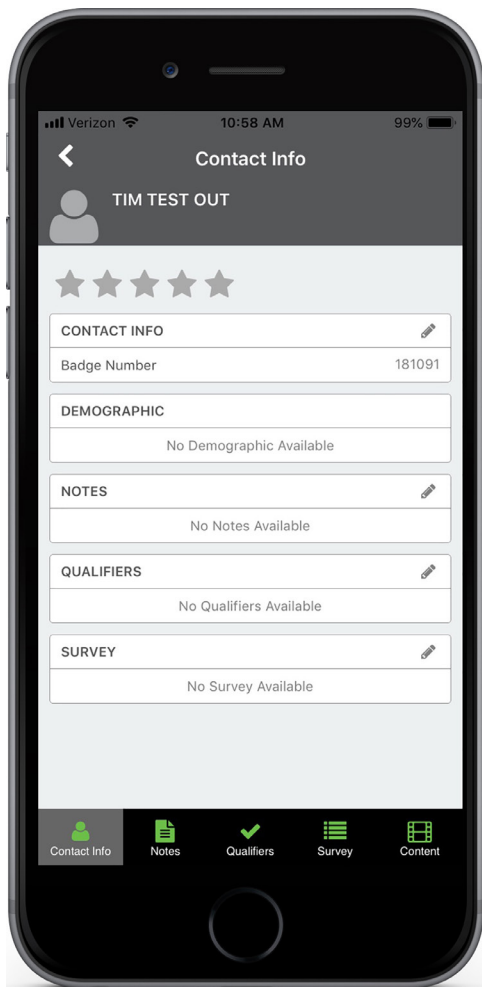 Verizon 10:58 AM 99%
Contact Info
TIM TEST OUT
CONTACT INFO
Badge Number 181091
DEMOGRAPHIC
No Demographic Available
NOTES
No Notes Available
QUALIFIERS
No Qualifiers Available
SURVEY
No Survey Available
Contact Info Notes Qualifiers Survey Content